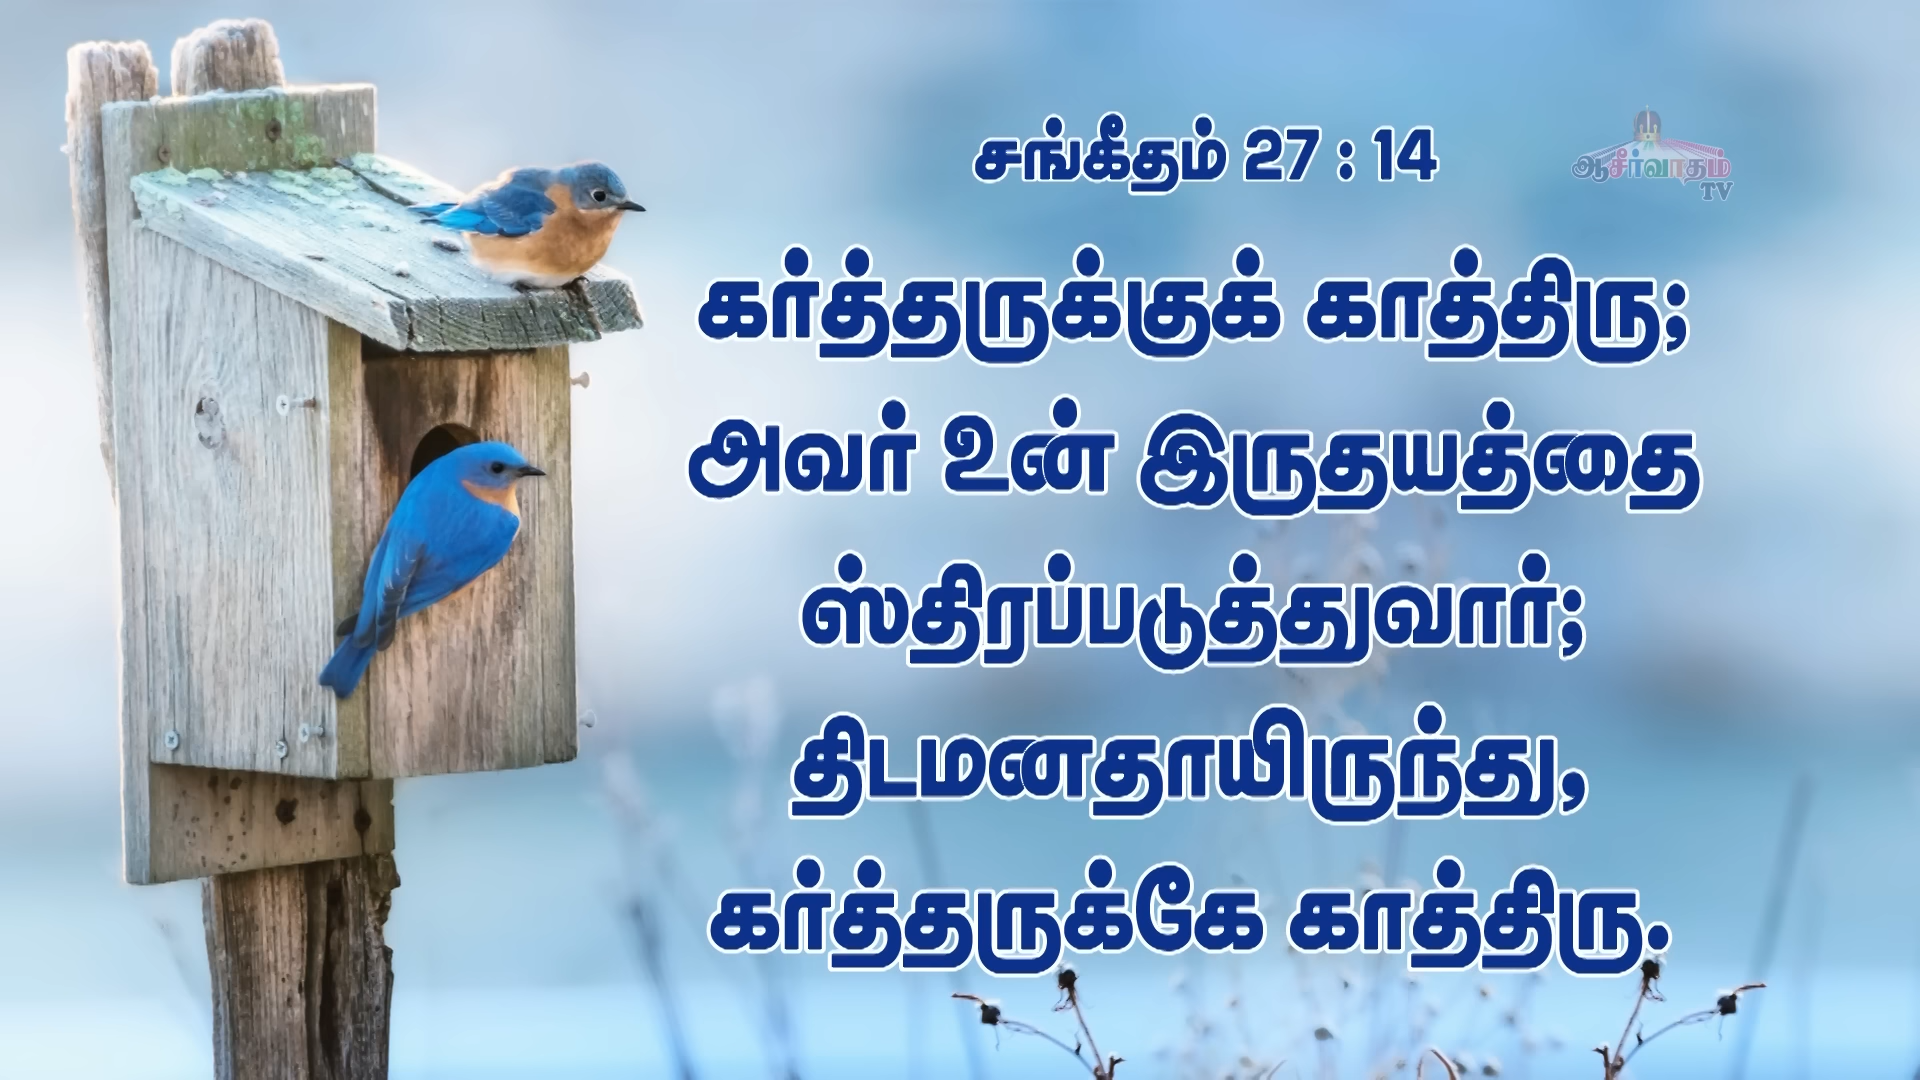 சங்கீதம் 27 : 14
ஆசீர்வாதம்
TV
கர்த்தருக்குக் காத்திரு;
அவர் உன் இருதயத்தை
ஸ்திரப்படுத்துவார்;
திடமனதாயிருந்து,
கர்த்தருக்கே காத்திரு.